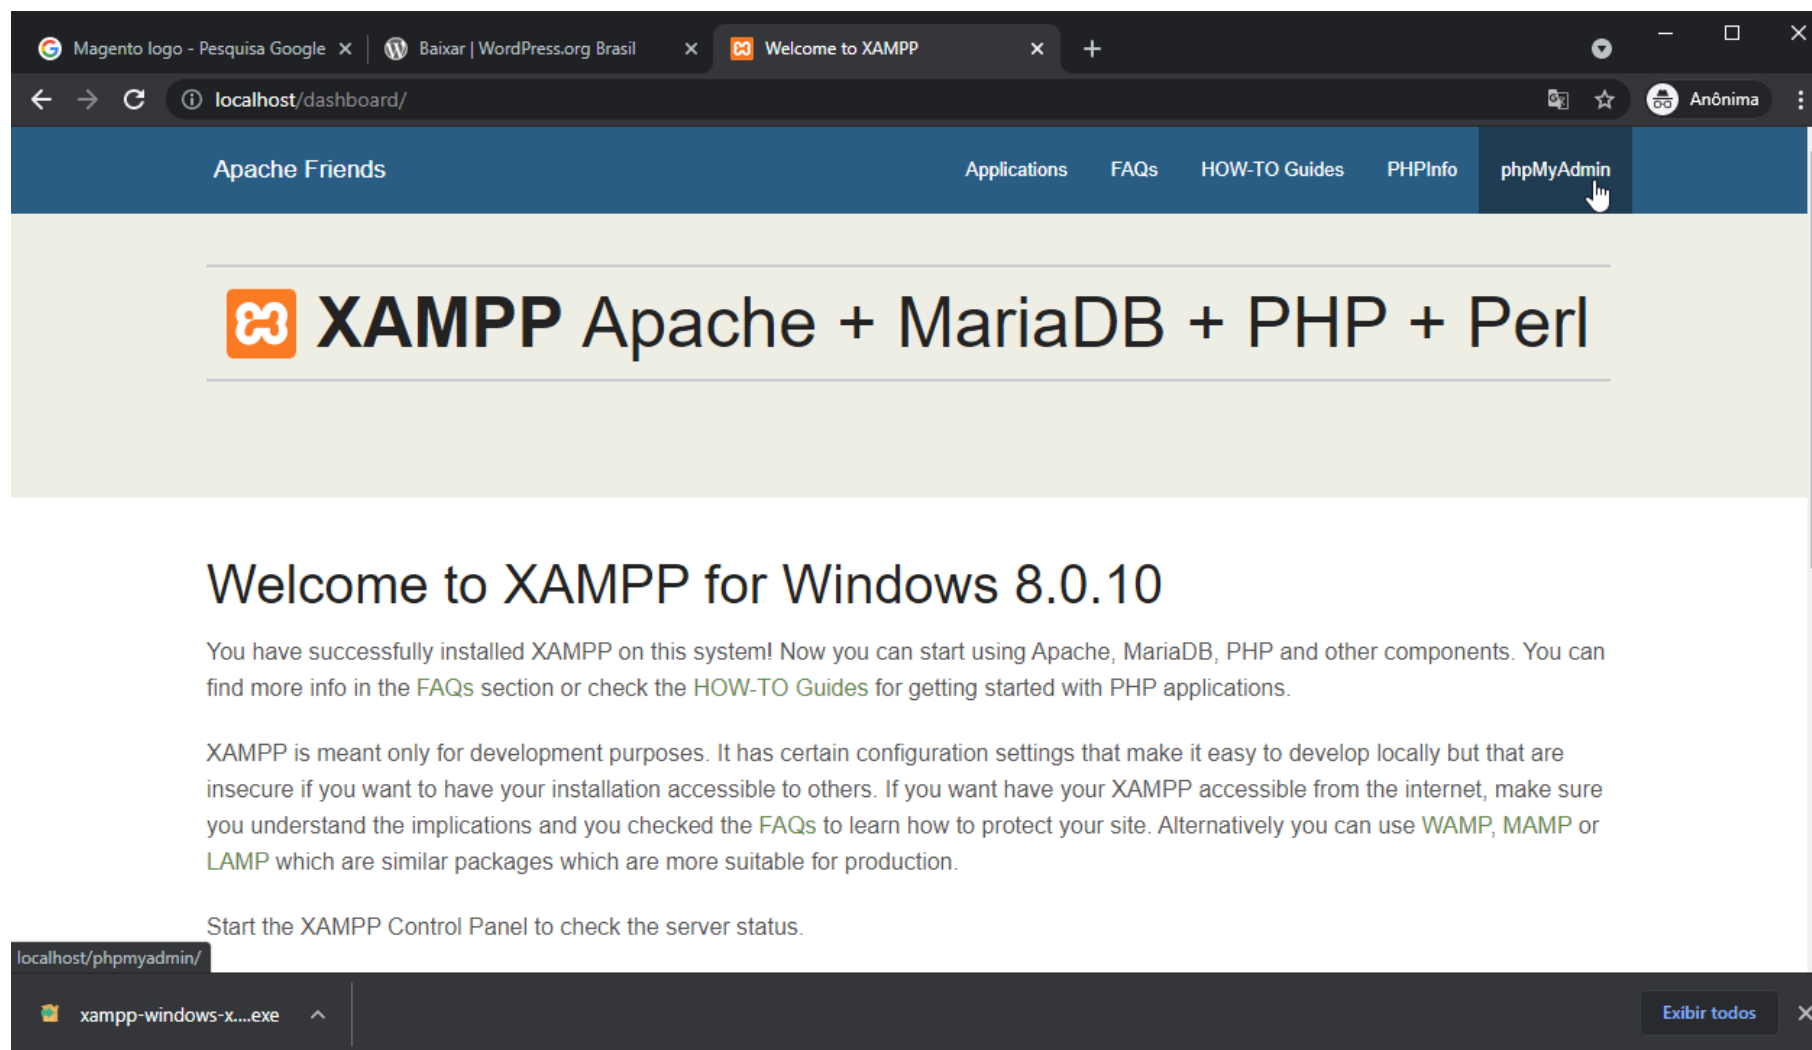 Magento logo - Pesquisa Google
Baixar | WordPress.org Brasil
Welcome to XAMPP
localhost/dashboard/
Anônima
Apache Friends
Applications
FAQs
HOW-TO Guides
PHPInfo
phpMyAdmin
XAMPP Apache + MariaDB + PHP + Perl
Welcome to XAMPP for Windows 8.0.10
You have successfully installed XAMPP on this system! Now you can start using Apache, MariaDB, PHP and other components. You can
find more info in the FAQs section or check the HOW-TO Guides for getting started with PHP applications.
XAMPP is meant only for development purposes. It has certain configuration settings that make it easy to develop locally but that are
insecure if you want to have your installation accessible to others. If you want have your XAMPP accessible from the internet, make sure
you understand the implications and you checked the FAQs to learn how to protect your site. Alternatively you can use WAMP, MAMP or
LAMP which are similar packages which are more suitable for production.
Start the XAMPP Control Panel to check the server status.
localhost/phpmyadmin/
xampp-windows-x....exe
Exibir todos